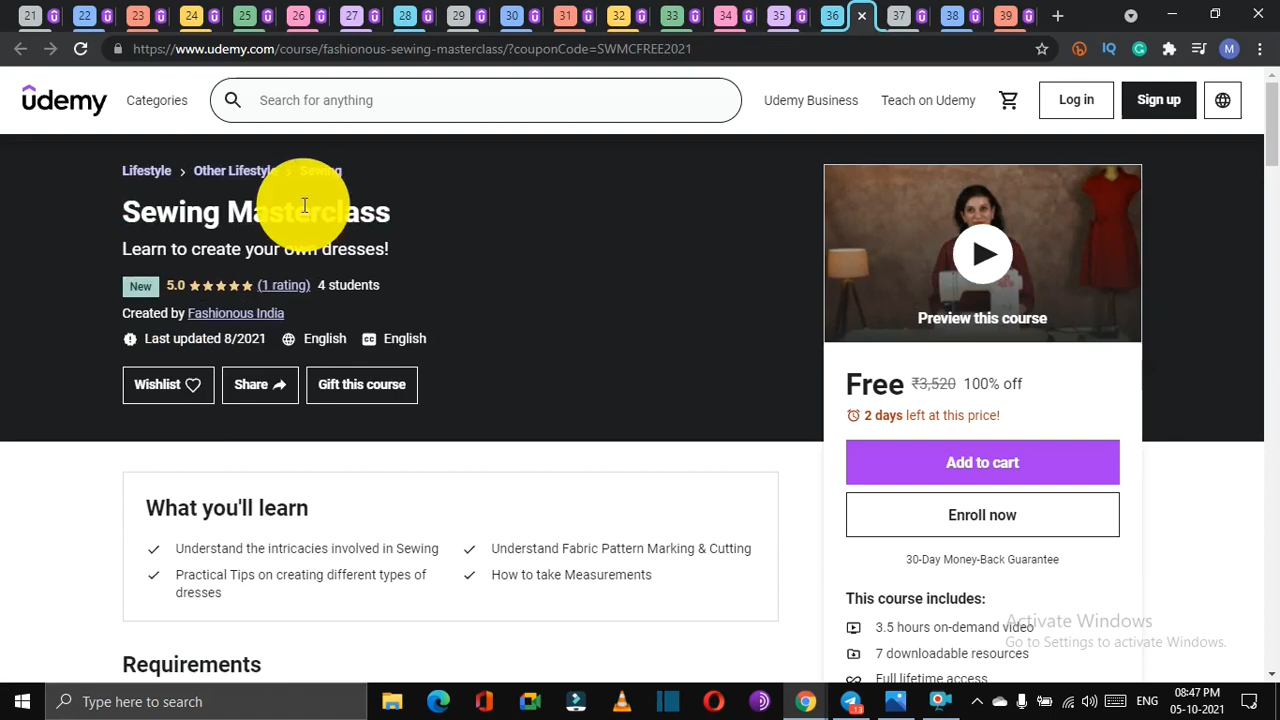 21 22 23 24 25 26 27 28 29 30 31 32 33 34 35 36 37 38 39
https://www.udemy.com/course/fashionous-sewing-masterclass/?couponCode=SWMCFREE2021
IQ
M
udemy
Categories
Search for anything
Udemy Business
Teach on Udemy
Log in
Sign up
Lifestyle > Other Lifestyle > Sewing
Sewing Masterclass
Learn to create your own dresses!
New 5.0 (1 rating) 4 students
Created by Fashionous India
Last updated 8/2021 English English
Wishlist Share Gift this course
Preview this course
Free ₹3,520 100% off
2 days left at this price!
Add to cart
Enroll now
30-Day Money-Back Guarantee
This course includes:
3.5 hours on-demand video
7 downloadable resources
Full lifetime access
What you'll learn
Understand the intricacies involved in Sewing
Understand Fabric Pattern Marking & Cutting
Practical Tips on creating different types of
dresses
How to take Measurements
Requirements
Activate Windows
Go to Settings to activate Windows.
Type here to search
13
ENG
08:47 PM
05-10-2021